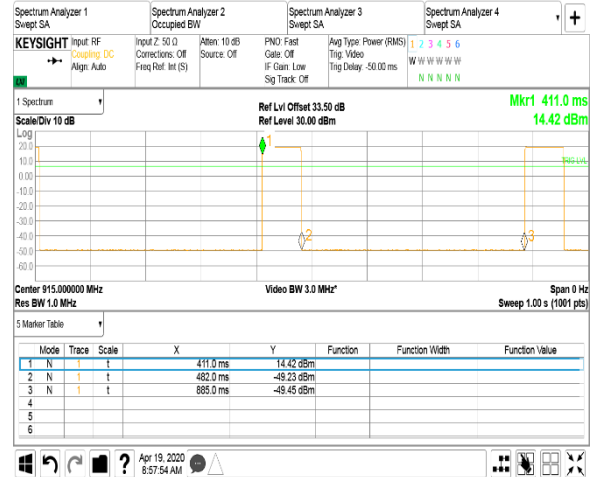 Spectrum Analyzer 1
Swept SA
Spectrum Analyzer 2
Occupied BW
Spectrum Analyzer 3
Swept SA
Spectrum Analyzer 4
Swept SA
+
KEYSIGHT
Input: RF
Coupling: DC
Align: Auto
Input Z: 50 Ω
Corrections: Off
Freq Ref: Int (S)
Atten: 10 dB
Source: Off
PNO: Fast
Gate: Off
IF Gain: Low
Sig Track: Off
Avg Type: Power (RMS)
Trig: Video
Trig Delay: -50.00 ms
1 2 3 4 5 6
W W W W W W
N N N N N
1 Spectrum
Scale/Div 10 dB
Ref Lvl Offset 33.50 dB
Ref Level 30.00 dBm
Mkr1 411.0 ms
14.42 dBm
Log
20.0
10.0
0.00
-10.0
-20.0
-30.0
-40.0
-50.0
-60.0
1
TRIG LVL
2
3
Center 915.000000 MHz
Res BW 1.0 MHz
Video BW 3.0 MHz*
Span 0 Hz
Sweep 1.00 s (1001 pts)
5 Marker Table
Mode Trace Scale X Y Function Function Width Function Value
1 N 1 t 411.0 ms 14.42 dBm
2 N 1 t 482.0 ms -49.23 dBm
3 N 1 t 885.0 ms -49.45 dBm
4
5
6
?
Apr 19, 2020
8:57:54 AM